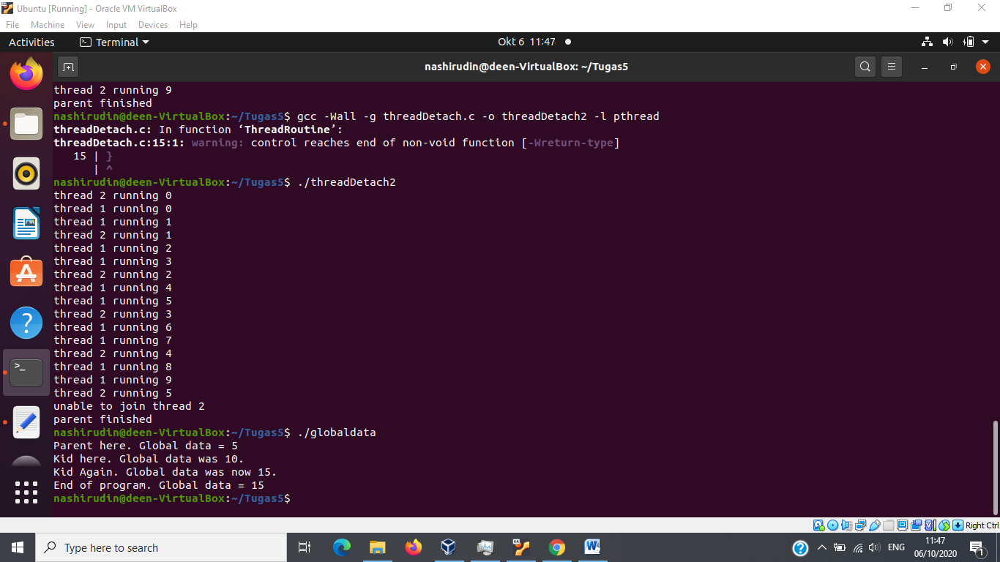 Ubuntu [Running] - Oracle VM VirtualBox
File Machine View Input Devices Help
Activities Terminal Okt 6 11:47
nashirudin@deen-VirtualBox: ~/Tugas5
thread 2 running 9
parent finished
nashirudin@deen-VirtualBox:~/Tugas5$ gcc -Wall -g threadDetach.c -o threadDetach2 -l pthread
threadDetach.c: In function ‘ThreadRoutine’:
threadDetach.c:15:1: warning: control reaches end of non-void function [-Wreturn-type]
15 | }
| ^
nashirudin@deen-VirtualBox:~/Tugas5$ ./threadDetach2
thread 2 running 0
thread 1 running 0
thread 1 running 1
thread 2 running 1
thread 1 running 2
thread 1 running 3
thread 2 running 2
thread 1 running 4
thread 1 running 5
thread 2 running 3
thread 1 running 6
thread 1 running 7
thread 2 running 4
thread 1 running 8
thread 1 running 9
thread 2 running 5
unable to join thread 2
parent finished
nashirudin@deen-VirtualBox:~/Tugas5$ ./globaldata
Parent here. Global data = 5
Kid here. Global data was 10.
Kid Again. Global data was now 15.
End of program. Global data = 15
nashirudin@deen-VirtualBox:~/Tugas5$
Right Ctrl
Type here to search
ENG
11:47
06/10/2020
1